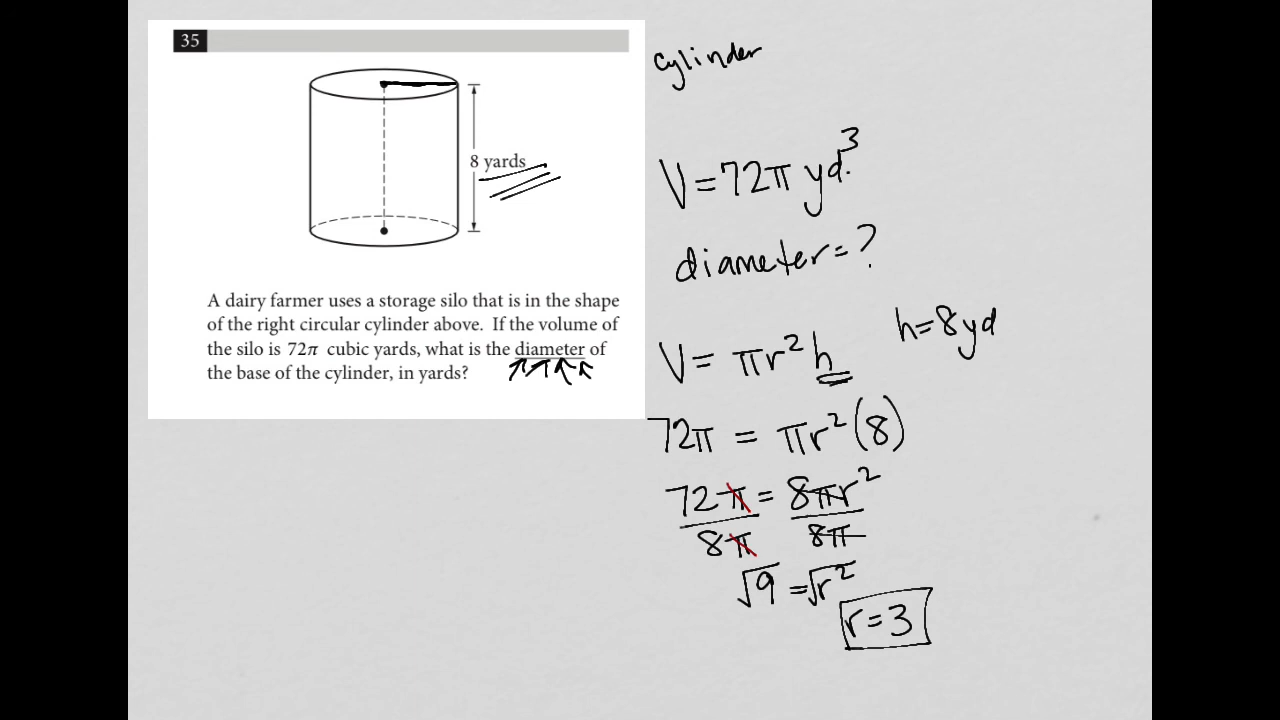 35
8 yards
A dairy farmer uses a storage silo that is in the shape
of the right circular cylinder above. If the volume of
the silo is 72π cubic yards, what is the diameter of
the base of the cylinder, in yards?
cylinder
V = 72π yd.³
diameter = ?
V = πr² h
h = 8yd
72π = πr² (8)
72π = 8πr²
8π 8π
√9 = √r²
r = 3